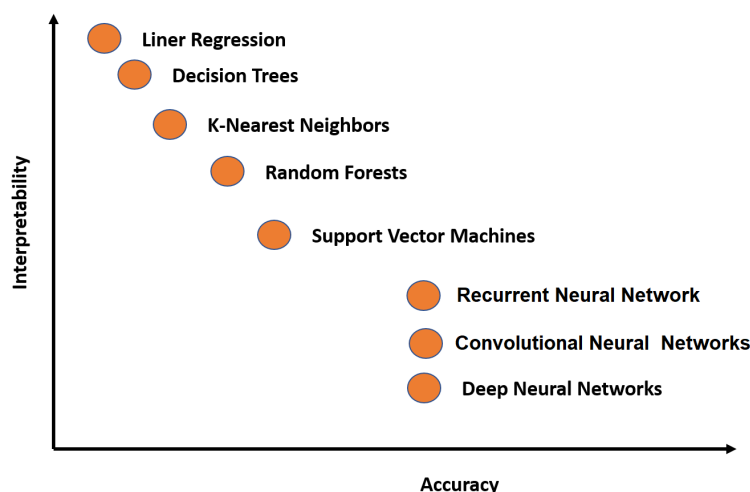 Liner Regression
Decision Trees
K-Nearest Neighbors
Random Forests
Support Vector Machines
Recurrent Neural Network
Convolutional Neural  Networks
Deep Neural Networks
Interpretability
Accuracy